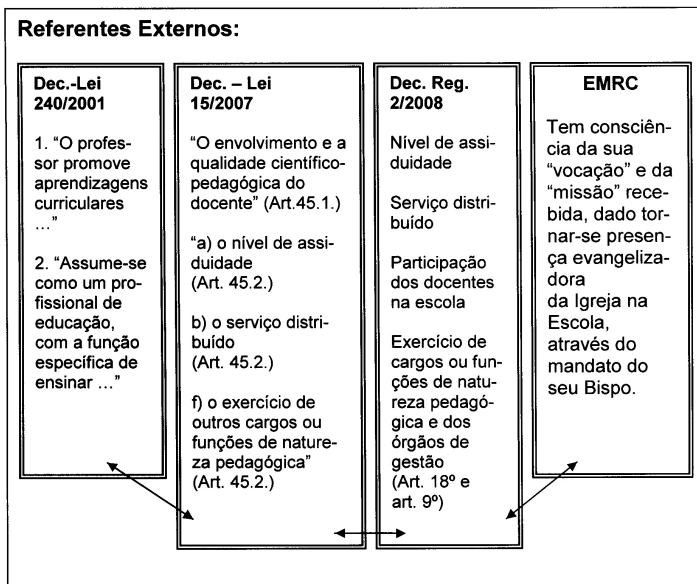 Referentes Externos:
Dec.-Lei
240/2001
1. “O profes-
sor promove
aprendizagens
curriculares
...”
2. “Assume-se
como um pro-
fissional de
educação,
com a função
específica de
ensinar ...”
Dec. – Lei
15/2007
“O envolvimento e a
qualidade científico-
pedagógica do
docente” (Art.45.1.)
“a) o nível de assi-
duidade
(Art. 45.2.)
b) o serviço distri-
buído
(Art. 45.2.)
f) o exercício de
outros cargos ou
funções de nature-
za pedagógica”
(Art. 45.2.)
Dec. Reg.
2/2008
Nível de assi-
duidade
Serviço distri-
buído
Participação
dos docentes
na escola
Exercício de
cargos ou fun-
ções de natu-
reza pedagó-
gica e dos
órgãos de
gestão
(Art. 18º e
art. 9º)
EMRC
Tem consciên-
cia da sua
“vocação” e da
“missão” rece-
bida, dado tor-
nar-se presen-
ça evangeliza-
dora
da Igreja na
Escola,
através do
mandato do
seu Bispo.